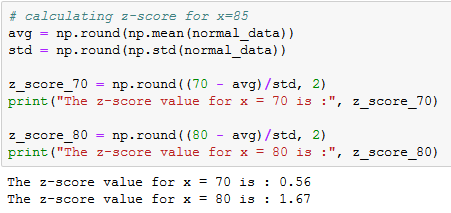 # calculating z-score for x=85
avg = np.round(np.mean(normal_data))
std = np.round(np.std(normal_data))
z_score_70 = np.round((70 - avg)/std, 2)
print("The z-score value for x = 70 is :", z_score_70)
z_score_80 = np.round((80 - avg)/std, 2)
print("The z-score value for x = 80 is :", z_score_80)
The z-score value for x = 70 is : 0.56
The z-score value for x = 80 is : 1.67